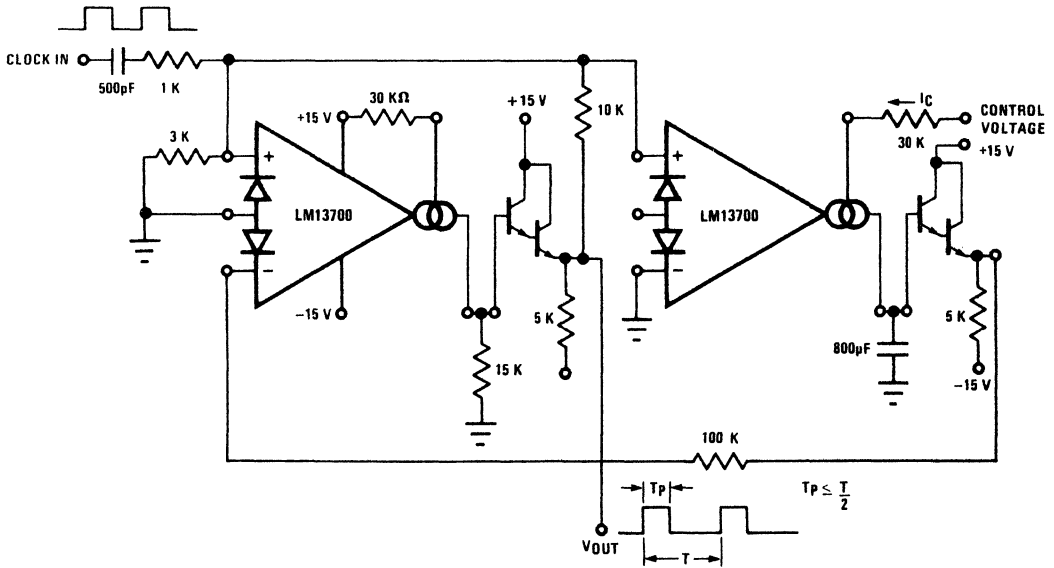 CLOCK IN
500pF
1 K
3 K
+15 V
30 KΩ
+
LM13700
−
−15 V
+15 V
10 K
5 K
15 K
+
LM13700
−
IC
30 K
CONTROL
VOLTAGE
+15 V
5 K
800pF
−15 V
100 K
TP
TP ≤ T/2
VOUT
T